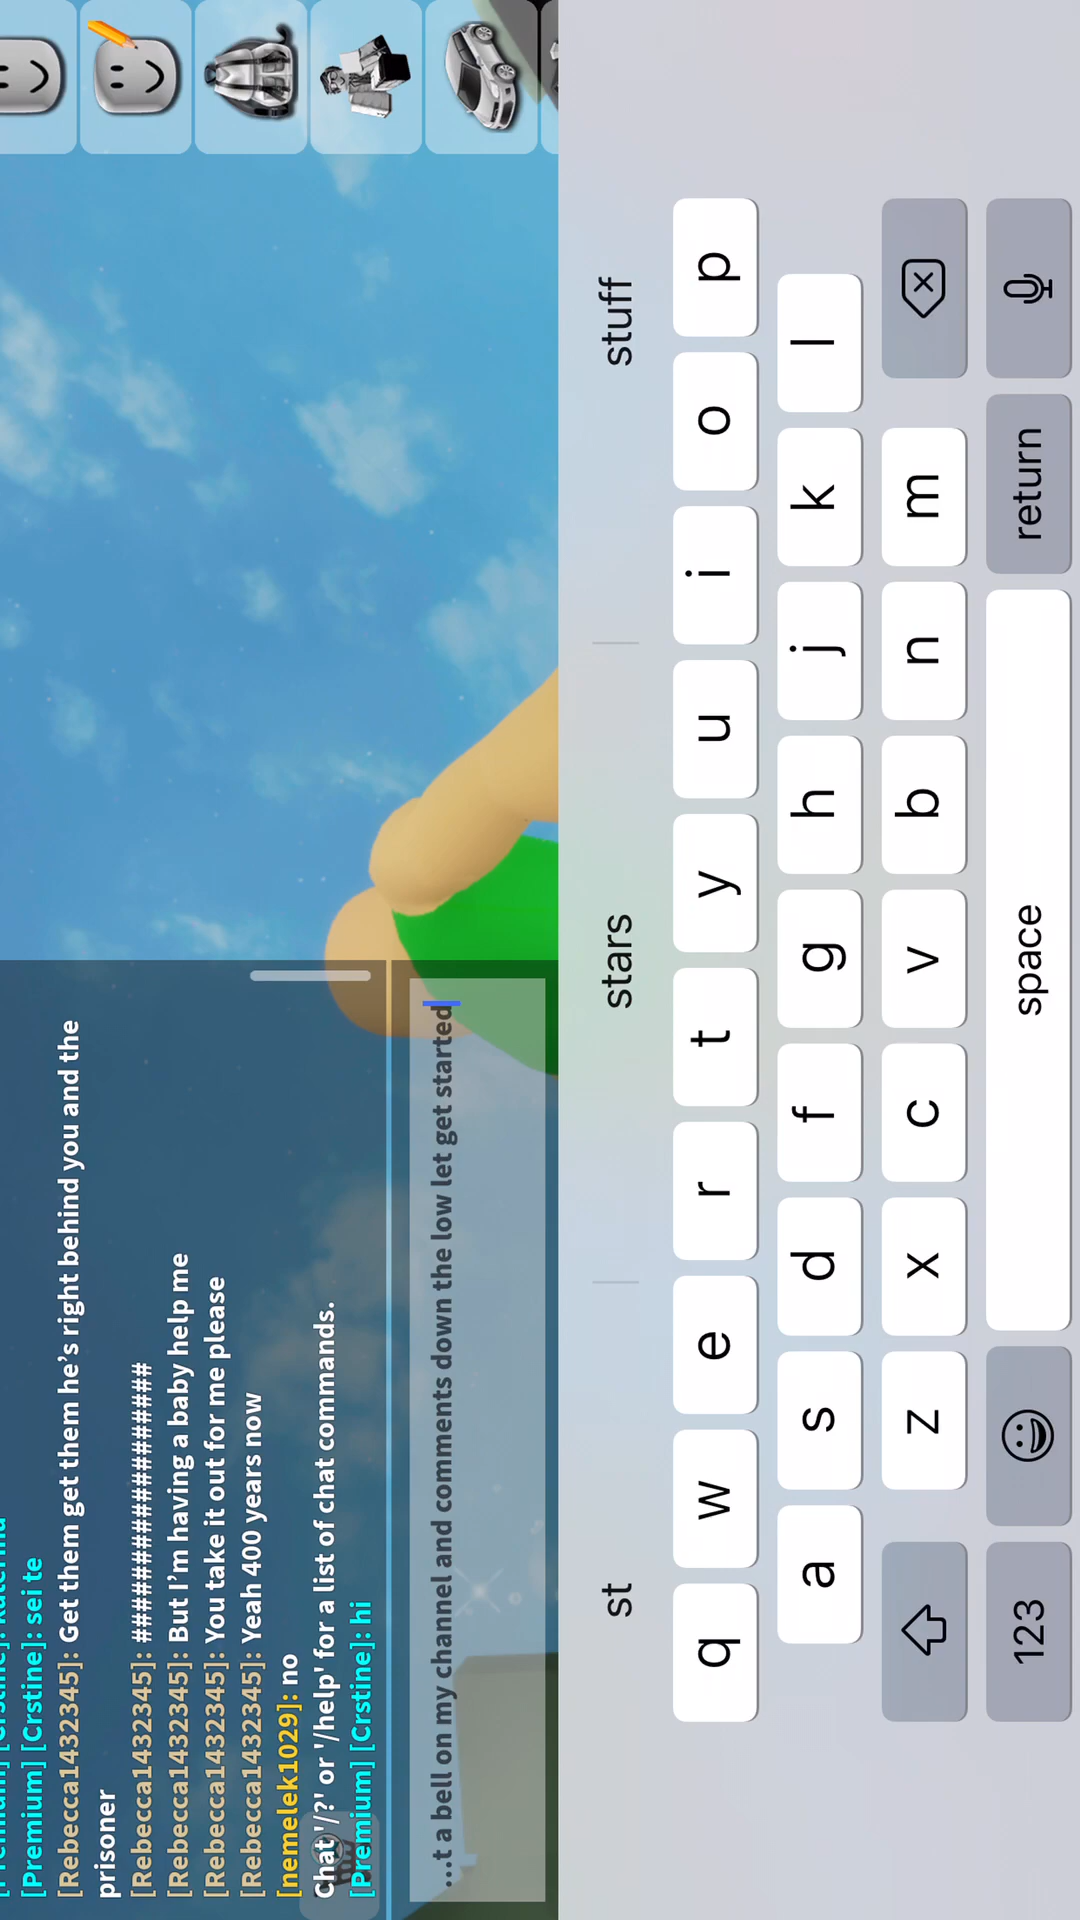 [Premium] [Crstine]: sei te
[Rebecca1432345]: Get them get them he's right behind you and the
prisoner
[Rebecca1432345]: ####################
[Rebecca1432345]: But I'm having a baby help me
[Rebecca1432345]: You take it out for me please
[Rebecca1432345]: Yeah 400 years now
[nemelek1029]: no
Chat '/?' or '/help' for a list of chat commands.
[Premium] [Crstine]: hi
...t a bell on my channel and comments down the low let get started
st stars stuff
q w e r t y u i o p
a s d f g h j k l
z x c v b n m
123 space return